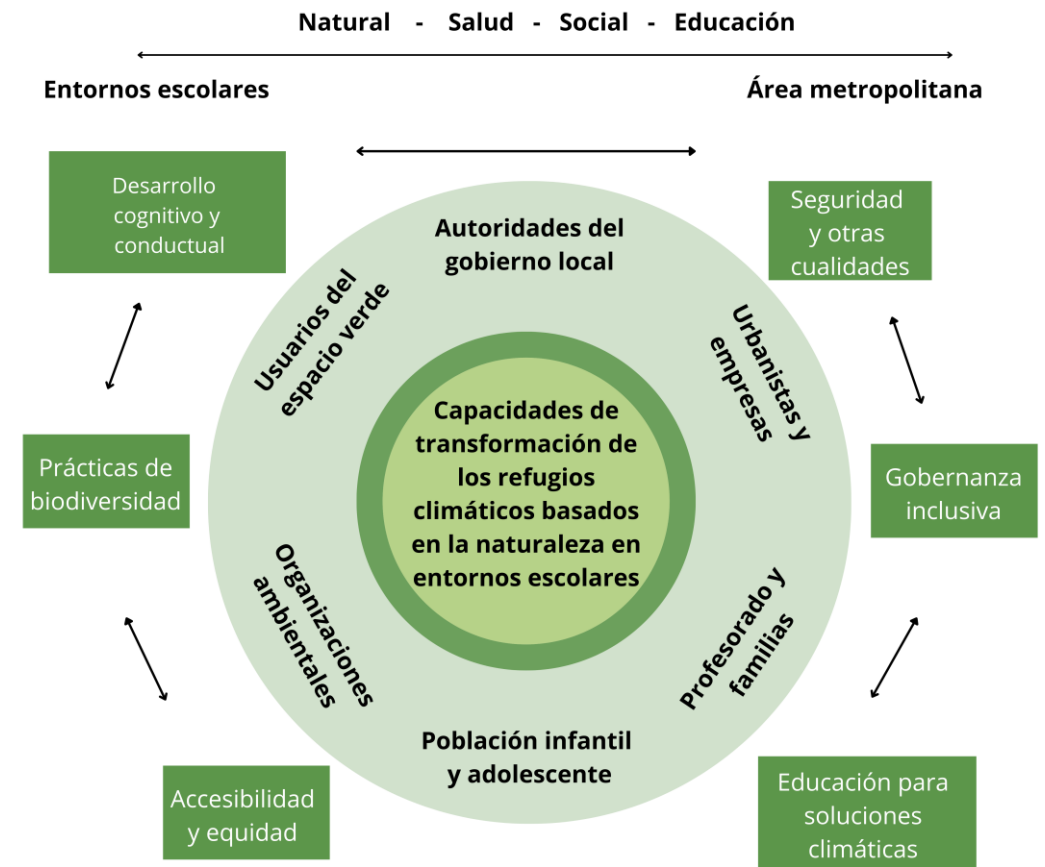 Natural - Salud - Social - Educación
Entornos escolares
Área metropolitana
Desarrollo
cognitivo y
conductual
Seguridad
y otras
cualidades
Autoridades del
gobierno local
Usuarios del
espacio verde
Urbanistas y
empresas
Capacidades de
transformación de
los refugios
climáticos basados
en la naturaleza en
entornos escolares
Prácticas de
biodiversidad
Gobernanza
inclusiva
Organizaciones
ambientales
Profesorado y
familias
Población infantil
y adolescente
Accesibilidad
y equidad
Educación para
soluciones
climáticas